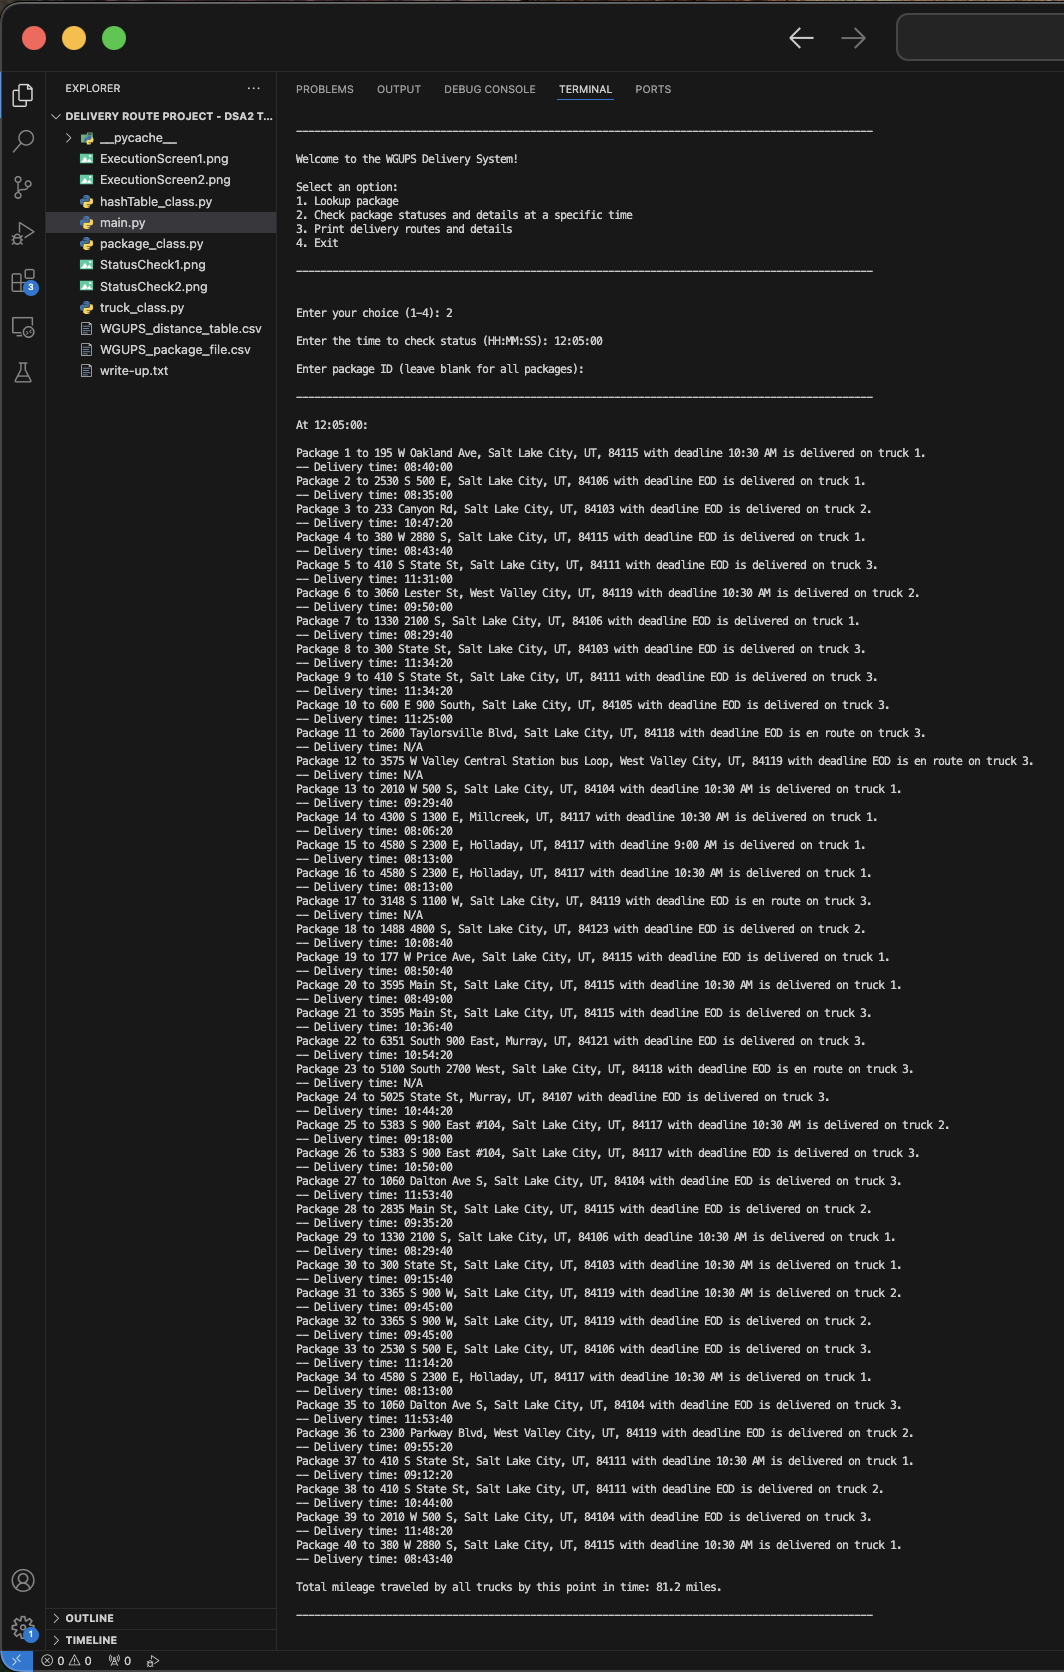 EXPLORER
DELIVERY ROUTE PROJECT - DSA2 T...
__pycache__
ExecutionScreen1.png
ExecutionScreen2.png
hashTable_class.py
main.py
package_class.py
StatusCheck1.png
StatusCheck2.png
truck_class.py
WGUPS_distance_table.csv
WGUPS_package_file.csv
write-up.txt
3
OUTLINE
TIMELINE
1
PROBLEMS OUTPUT DEBUG CONSOLE TERMINAL PORTS
Welcome to the WGUPS Delivery System!
Select an option:
1. Lookup package
2. Check package statuses and details at a specific time
3. Print delivery routes and details
4. Exit
Enter your choice (1-4): 2
Enter the time to check status (HH:MM:SS): 12:05:00
Enter package ID (leave blank for all packages):
At 12:05:00:
Package 1 to 195 W Oakland Ave, Salt Lake City, UT, 84115 with deadline 10:30 AM is delivered on truck 1.
-- Delivery time: 08:40:00
Package 2 to 2530 S 500 E, Salt Lake City, UT, 84106 with deadline EOD is delivered on truck 1.
-- Delivery time: 08:35:00
Package 3 to 233 Canyon Rd, Salt Lake City, UT, 84103 with deadline EOD is delivered on truck 2.
-- Delivery time: 10:47:20
Package 4 to 380 W 2880 S, Salt Lake City, UT, 84115 with deadline EOD is delivered on truck 1.
-- Delivery time: 08:43:40
Package 5 to 410 S State St, Salt Lake City, UT, 84111 with deadline EOD is delivered on truck 3.
-- Delivery time: 11:31:00
Package 6 to 3060 Lester St, West Valley City, UT, 84119 with deadline 10:30 AM is delivered on truck 2.
-- Delivery time: 09:50:00
Package 7 to 1330 2100 S, Salt Lake City, UT, 84106 with deadline EOD is delivered on truck 1.
-- Delivery time: 08:29:40
Package 8 to 300 State St, Salt Lake City, UT, 84103 with deadline EOD is delivered on truck 3.
-- Delivery time: 11:34:20
Package 9 to 410 S State St, Salt Lake City, UT, 84111 with deadline EOD is delivered on truck 3.
-- Delivery time: 11:34:20
Package 10 to 600 E 900 South, Salt Lake City, UT, 84105 with deadline EOD is delivered on truck 3.
-- Delivery time: 11:25:00
Package 11 to 2600 Taylorsville Blvd, Salt Lake City, UT, 84118 with deadline EOD is en route on truck 3.
-- Delivery time: N/A
Package 12 to 3575 W Valley Central Station bus Loop, West Valley City, UT, 84119 with deadline EOD is en route on truck 3.
-- Delivery time: N/A
Package 13 to 2010 W 500 S, Salt Lake City, UT, 84104 with deadline 10:30 AM is delivered on truck 1.
-- Delivery time: 09:29:40
Package 14 to 4300 S 1300 E, Millcreek, UT, 84117 with deadline 10:30 AM is delivered on truck 1.
-- Delivery time: 08:06:20
Package 15 to 4580 S 2300 E, Holladay, UT, 84117 with deadline 9:00 AM is delivered on truck 1.
-- Delivery time: 08:13:00
Package 16 to 4580 S 2300 E, Holladay, UT, 84117 with deadline 10:30 AM is delivered on truck 1.
-- Delivery time: 08:13:00
Package 17 to 3148 S 1100 W, Salt Lake City, UT, 84119 with deadline EOD is en route on truck 3.
-- Delivery time: N/A
Package 18 to 1488 4800 S, Salt Lake City, UT, 84123 with deadline EOD is delivered on truck 2.
-- Delivery time: 10:08:40
Package 19 to 177 W Price Ave, Salt Lake City, UT, 84115 with deadline EOD is delivered on truck 1.
-- Delivery time: 08:50:40
Package 20 to 3595 Main St, Salt Lake City, UT, 84115 with deadline 10:30 AM is delivered on truck 1.
-- Delivery time: 08:49:00
Package 21 to 3595 Main St, Salt Lake City, UT, 84115 with deadline EOD is delivered on truck 3.
-- Delivery time: 10:36:40
Package 22 to 6351 South 900 East, Murray, UT, 84121 with deadline EOD is delivered on truck 3.
-- Delivery time: 10:54:20
Package 23 to 5100 South 2700 West, Salt Lake City, UT, 84118 with deadline EOD is en route on truck 3.
-- Delivery time: N/A
Package 24 to 5025 State St, Murray, UT, 84107 with deadline EOD is delivered on truck 3.
-- Delivery time: 10:44:20
Package 25 to 5383 S 900 East #104, Salt Lake City, UT, 84117 with deadline 10:30 AM is delivered on truck 2.
-- Delivery time: 09:18:00
Package 26 to 5383 S 900 East #104, Salt Lake City, UT, 84117 with deadline EOD is delivered on truck 3.
-- Delivery time: 10:50:00
Package 27 to 1060 Dalton Ave S, Salt Lake City, UT, 84104 with deadline EOD is delivered on truck 3.
-- Delivery time: 11:53:40
Package 28 to 2835 Main St, Salt Lake City, UT, 84115 with deadline EOD is delivered on truck 2.
-- Delivery time: 09:35:20
Package 29 to 1330 2100 S, Salt Lake City, UT, 84106 with deadline 10:30 AM is delivered on truck 1.
-- Delivery time: 08:29:40
Package 30 to 300 State St, Salt Lake City, UT, 84103 with deadline 10:30 AM is delivered on truck 1.
-- Delivery time: 09:15:40
Package 31 to 3365 S 900 W, Salt Lake City, UT, 84119 with deadline 10:30 AM is delivered on truck 2.
-- Delivery time: 09:45:00
Package 32 to 3365 S 900 W, Salt Lake City, UT, 84119 with deadline EOD is delivered on truck 2.
-- Delivery time: 09:45:00
Package 33 to 2530 S 500 E, Salt Lake City, UT, 84106 with deadline EOD is delivered on truck 3.
-- Delivery time: 11:14:20
Package 34 to 4580 S 2300 E, Holladay, UT, 84117 with deadline 10:30 AM is delivered on truck 1.
-- Delivery time: 08:13:00
Package 35 to 1060 Dalton Ave S, Salt Lake City, UT, 84104 with deadline EOD is delivered on truck 3.
-- Delivery time: 11:53:40
Package 36 to 2300 Parkway Blvd, West Valley City, UT, 84119 with deadline EOD is delivered on truck 2.
-- Delivery time: 09:55:20
Package 37 to 410 S State St, Salt Lake City, UT, 84111 with deadline 10:30 AM is delivered on truck 1.
-- Delivery time: 09:12:20
Package 38 to 410 S State St, Salt Lake City, UT, 84111 with deadline EOD is delivered on truck 2.
-- Delivery time: 10:44:00
Package 39 to 2010 W 500 S, Salt Lake City, UT, 84104 with deadline EOD is delivered on truck 3.
-- Delivery time: 11:48:20
Package 40 to 380 W 2880 S, Salt Lake City, UT, 84115 with deadline 10:30 AM is delivered on truck 1.
-- Delivery time: 08:43:40
Total mileage traveled by all trucks by this point in time: 81.2 miles.
0 0 0